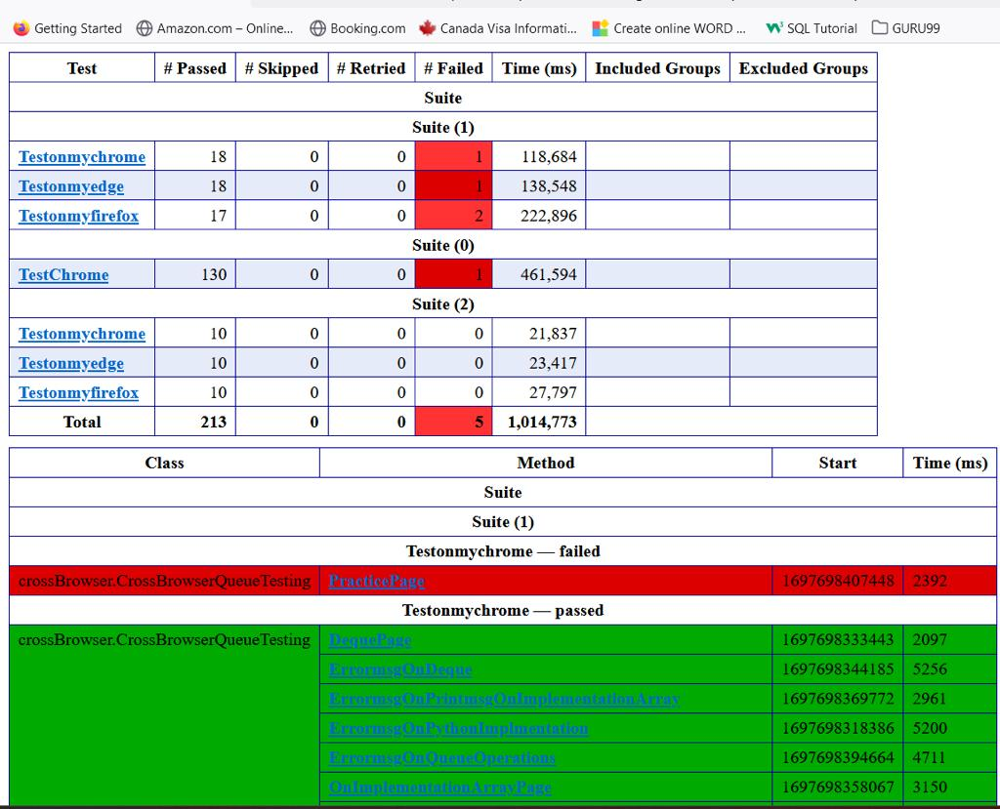 Getting Started Amazon.com – Online... Booking.com Canada Visa Informati... Create online WORD ... SQL Tutorial GURU99
Test # Passed # Skipped # Retried # Failed Time (ms) Included Groups Excluded Groups
Suite
Suite (1)
Testonmychrome 18 0 0 1 118,684
Testonmyedge 18 0 0 1 138,548
Testonmyfirefox 17 0 0 2 222,896
Suite (0)
TestChrome 130 0 0 1 461,594
Suite (2)
Testonmychrome 10 0 0 0 21,837
Testonmyedge 10 0 0 0 23,417
Testonmyfirefox 10 0 0 0 27,797
Total 213 0 0 5 1,014,773
Class Method Start Time (ms)
Suite
Suite (1)
Testonmychrome — failed
crossBrowser.CrossBrowserQueueTesting PracticePage 1697698407448 2392
Testonmychrome — passed
crossBrowser.CrossBrowserQueueTesting DequePage 1697698333443 2097
ErrormsgOnDeque 1697698344185 5256
ErrormsgOnPrintmsgOnImplementationArray 1697698369772 2961
ErrormsgOnPythonImplmentation 1697698318386 5200
ErrormsgOnQueueOperations 1697698394664 4711
OnImplementationArrayPage 1697698358067 3150